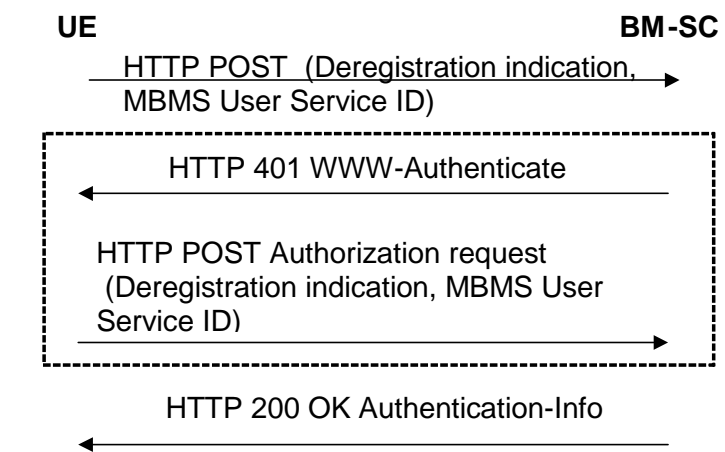 UE BM-SC
HTTP POST (Deregistration indication,
MBMS User Service ID)
HTTP 401 WWW-Authenticate
HTTP POST Authorization request
(Deregistration indication, MBMS User
Service ID)
HTTP 200 OK Authentication-Info